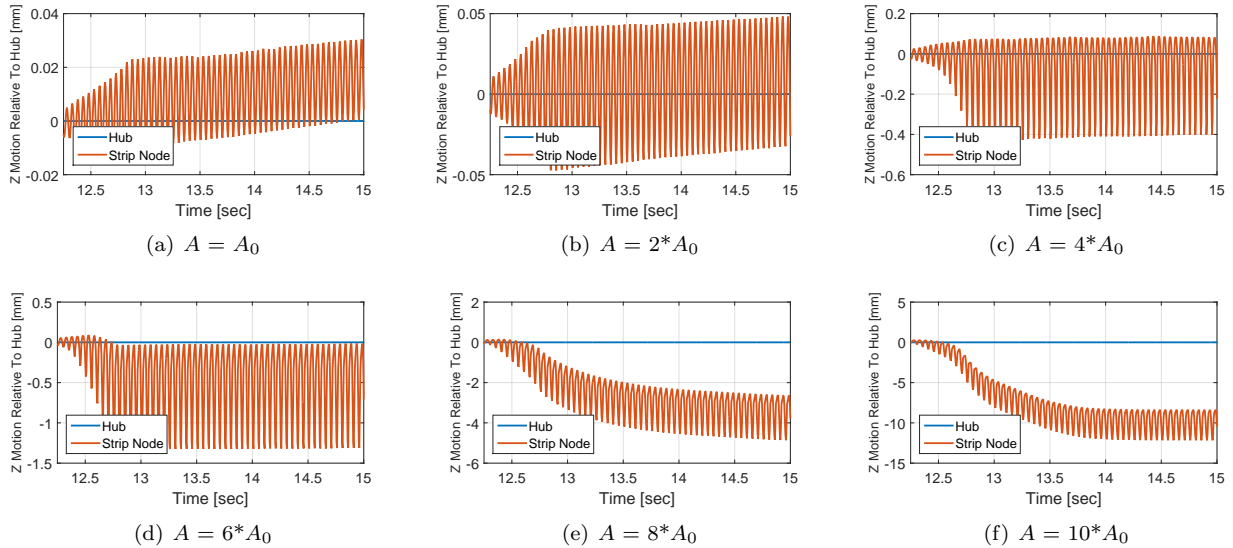 Z Motion Relative To Hub [mm]
0.04
0.02
0
-0.02
Hub
Strip Node
12.5 13 13.5 14 14.5 15
Time [sec]
(a) A = A0
Z Motion Relative To Hub [mm]
0.05
0
-0.05
Hub
Strip Node
12.5 13 13.5 14 14.5 15
Time [sec]
(b) A = 2*A0
Z Motion Relative To Hub [mm]
0.2
0
-0.2
-0.4
-0.6
Hub
Strip Node
12.5 13 13.5 14 14.5 15
Time [sec]
(c) A = 4*A0
Z Motion Relative To Hub [mm]
0.5
0
-0.5
-1
-1.5
Hub
Strip Node
12.5 13 13.5 14 14.5 15
Time [sec]
(d) A = 6*A0
Z Motion Relative To Hub [mm]
2
0
-2
-4
-6
Hub
Strip Node
12.5 13 13.5 14 14.5 15
Time [sec]
(e) A = 8*A0
Z Motion Relative To Hub [mm]
5
0
-5
-10
-15
Hub
Strip Node
12.5 13 13.5 14 14.5 15
Time [sec]
(f) A = 10*A0